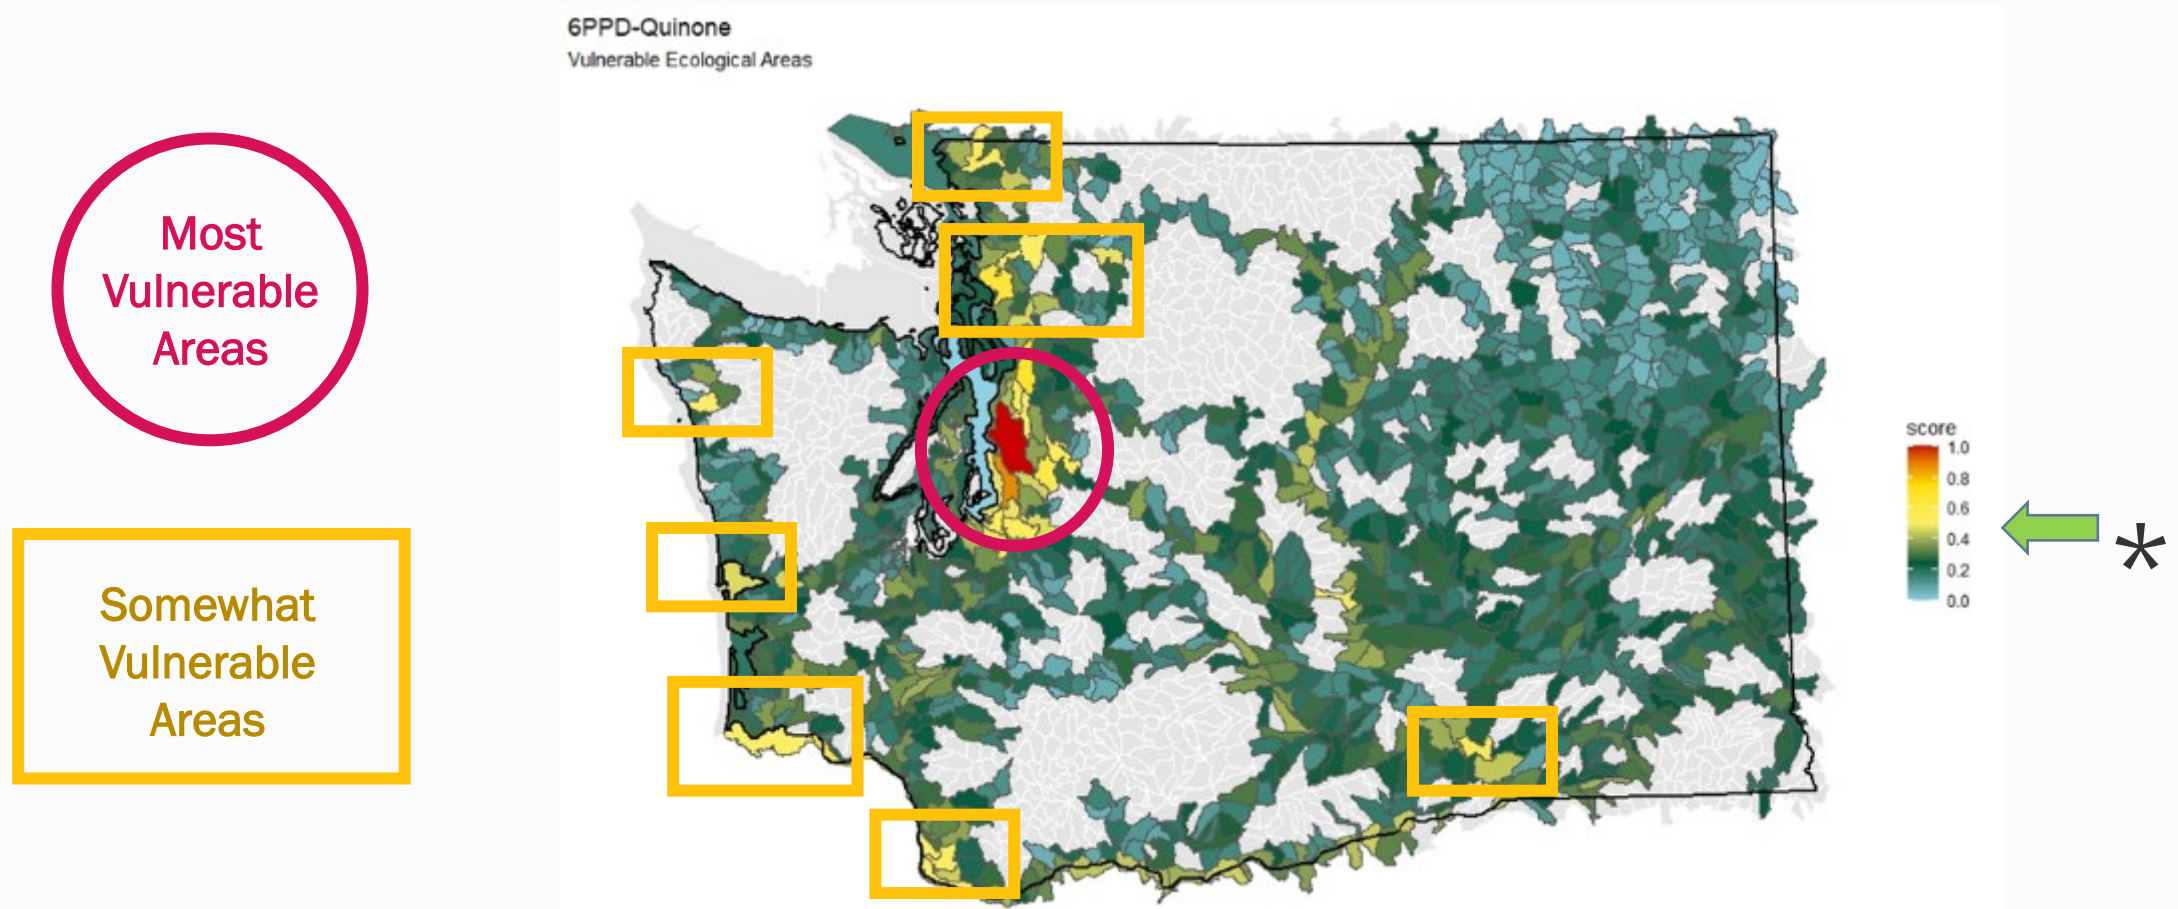 6PPD-Quinone
Vulnerable Ecological Areas
Most
Vulnerable
Areas
Somewhat
Vulnerable
Areas
score
1.0
0.8
0.6
0.4
0.2
0.0
*